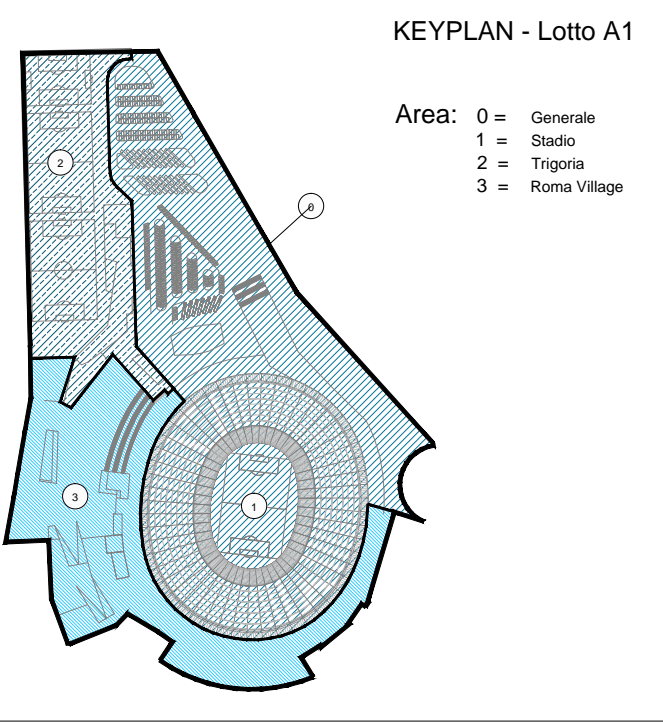 KEYPLAN - Lotto A1
Area: 0 = Generale
1 = Stadio
2 = Trigoria
3 = Roma Village
2
0
3
1